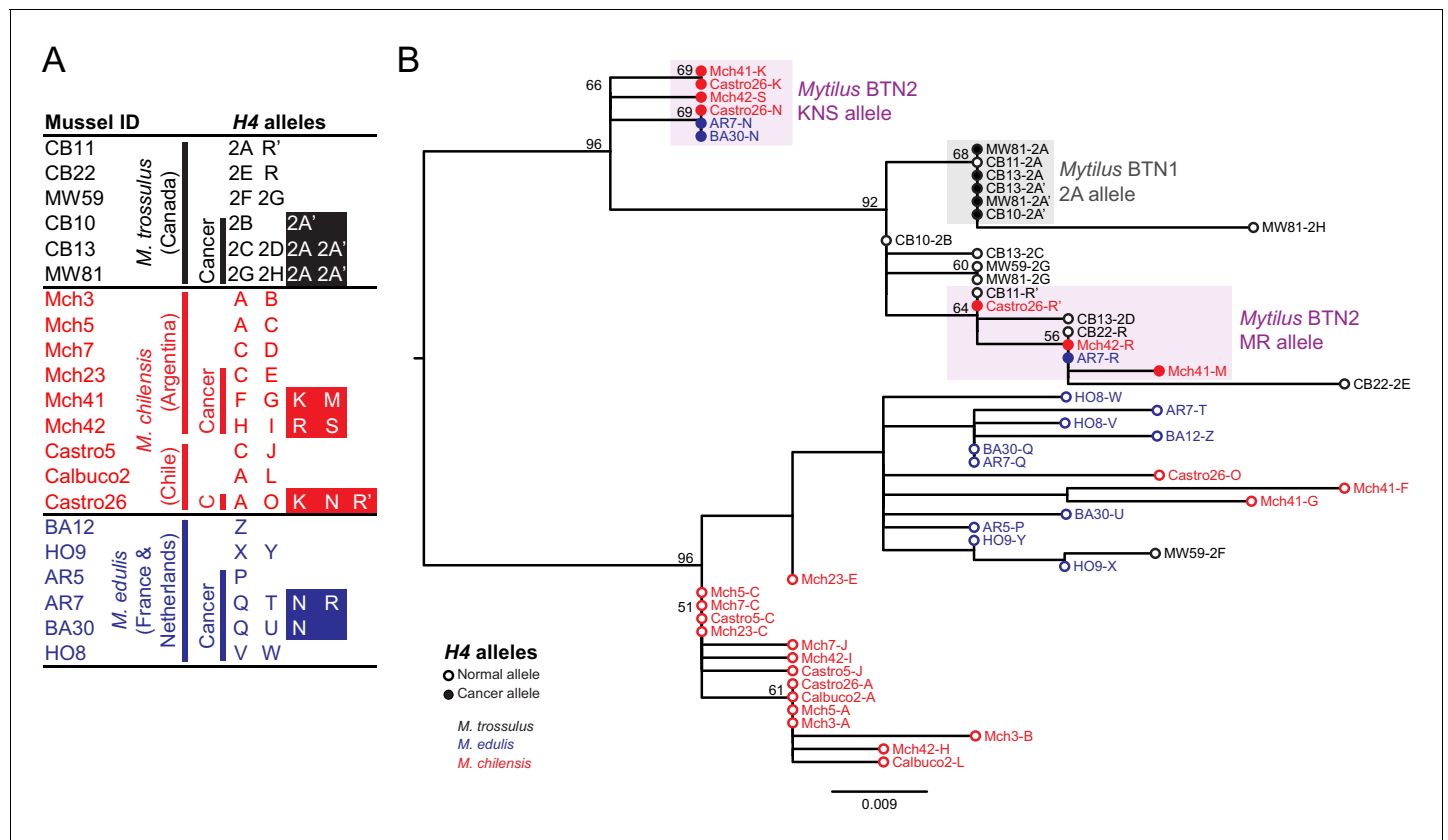 A
Mussel ID H4 alleles
CB11 2A R'
CB22 2E R
MW59 2F 2G
CB10 2B 2A'
CB13 2C 2D 2A 2A'
MW81 2G 2H 2A 2A'
M. trossulus
(Canada)
Cancer
Mch3 A B
Mch5 A C
Mch7 C D
Mch23 C E
Mch41 F G K M
Mch42 H I R S
Castro5 C J
Calbuco2 A L
Castro26 A O K N R'
M. chilensis
(Argentina)
(Chile)
Cancer
C
BA12 Z
HO9 X Y
AR5 P
AR7 Q T N R
BA30 Q U N
HO8 V W
M. edulis
(France &
Netherlands)
Cancer
B
69
Mch41-K
Castro26-K
66
Mch42-S
Castro26-N
69
AR7-N
BA30-N
Mytilus BTN2
KNS allele
96
68
MW81-2A
CB11-2A
CB13-2A
CB13-2A'
MW81-2A'
CB10-2A'
Mytilus BTN1
2A allele
MW81-2H
92
CB10-2B
CB13-2C
60
MW59-2G
MW81-2G
CB11-R'
64
Castro26-R'
CB13-2D
56
CB22-R
Mch42-R
AR7-R
Mch41-M
Mytilus BTN2
MR allele
CB22-2E
HO8-W
AR7-T
HO8-V
BA12-Z
BA30-Q
AR7-Q
Castro26-O
Mch41-F
Mch41-G
BA30-U
AR5-P
HO9-Y
MW59-2F
HO9-X
96
Mch23-E
Mch5-C
51
Mch7-C
Castro5-C
Mch23-C
Mch7-J
Mch42-I
Castro5-J
Castro26-A
61
Calbuco2-A
Mch5-A
Mch3-A
Mch3-B
Mch42-H
Calbuco2-L
H4 alleles
Normal allele
Cancer allele
M. trossulus
M. edulis
M. chilensis
0.009